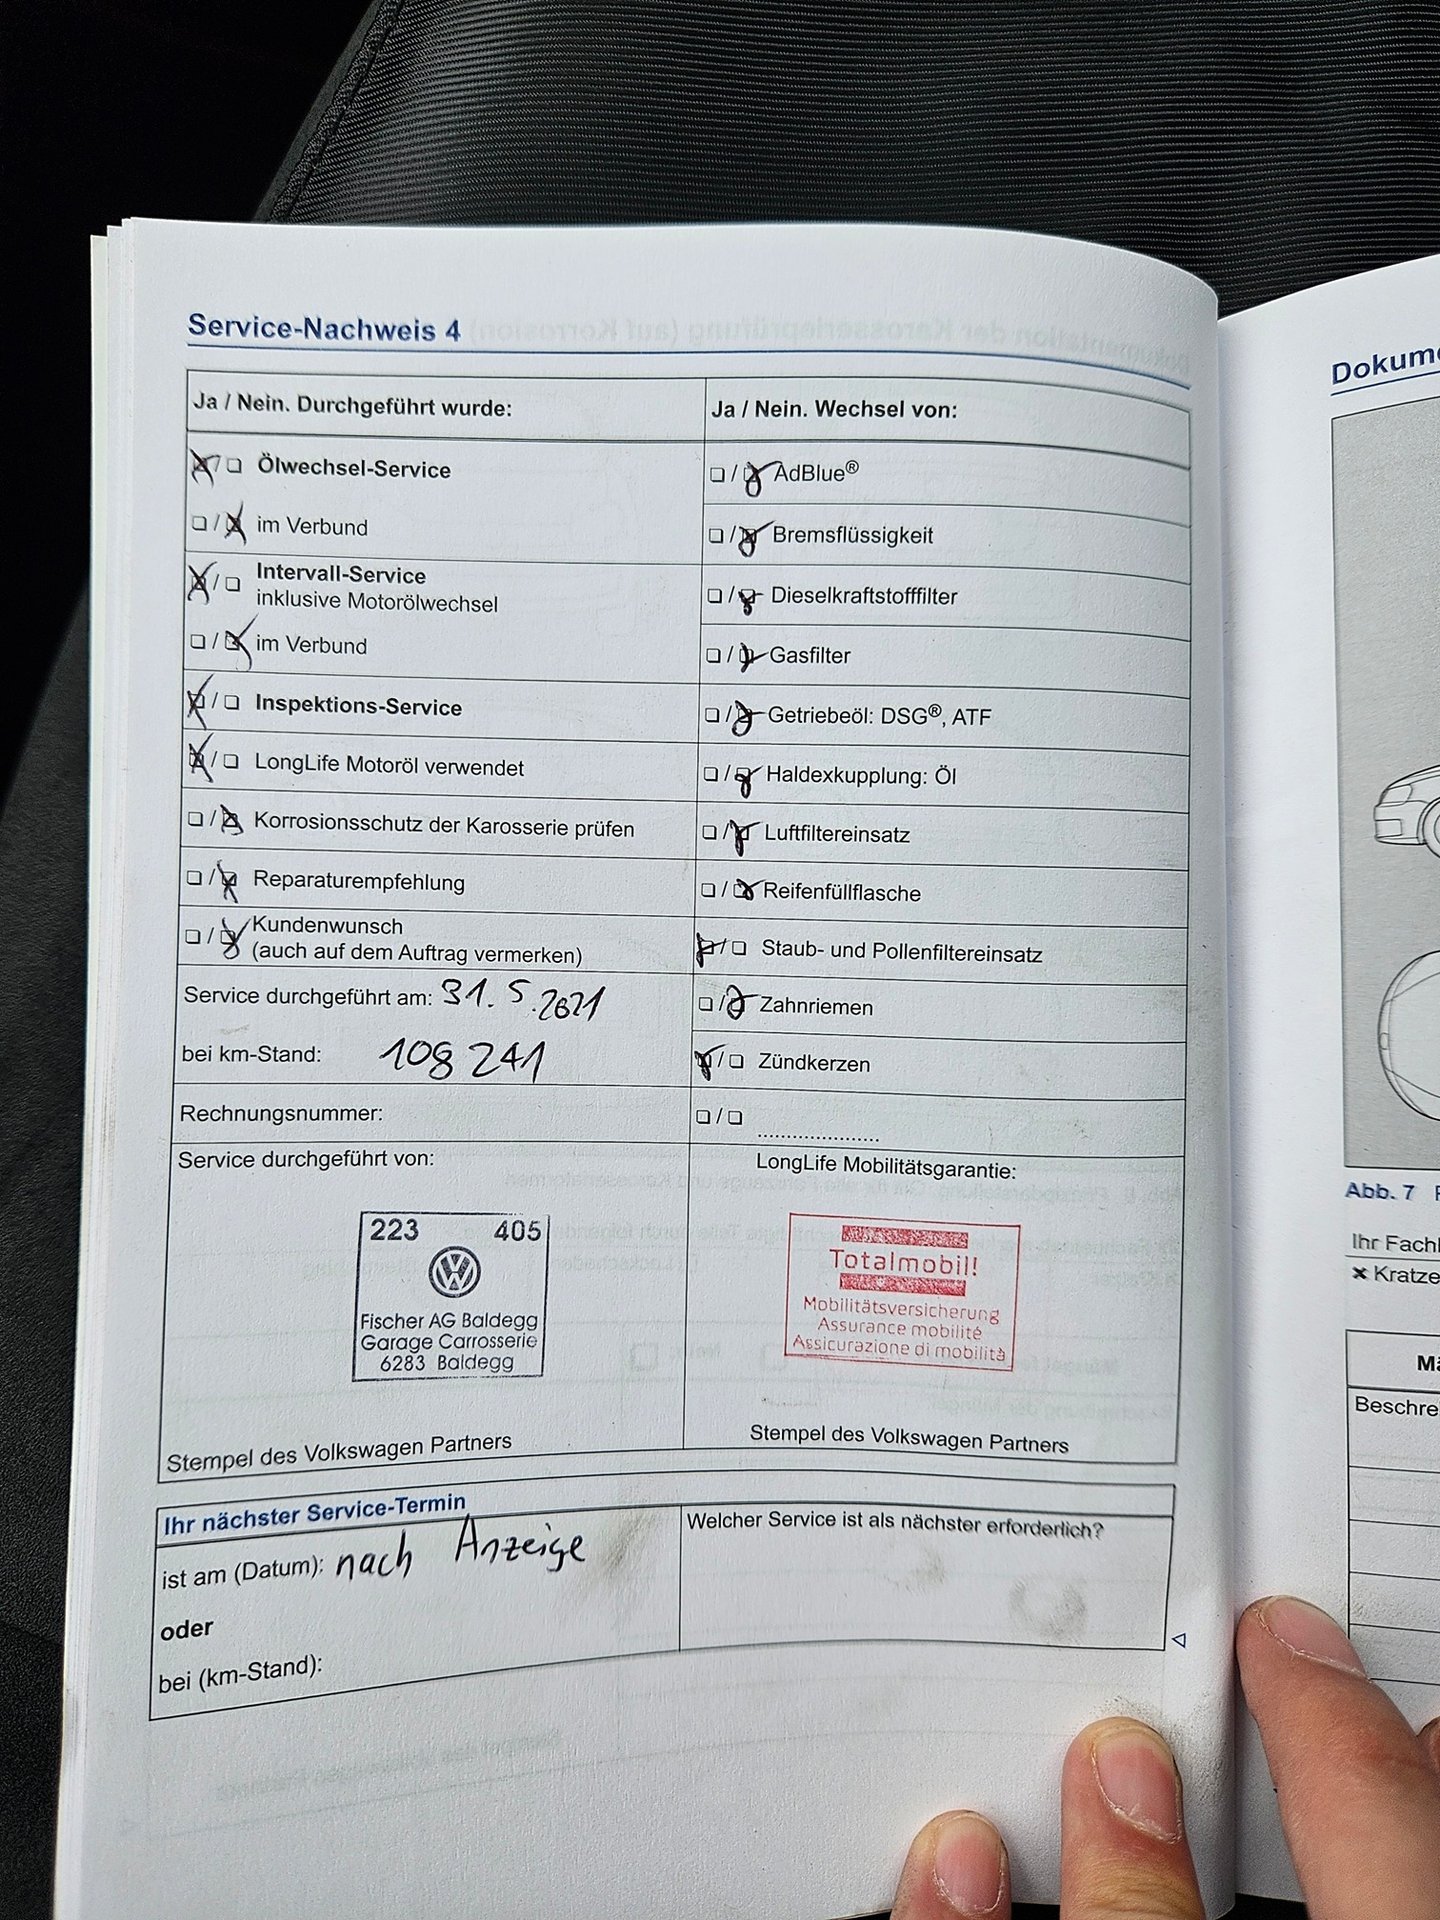 Service-Nachweis 4
Ja / Nein. Durchgeführt wurde:
☒ / ☐ Ölwechsel-Service
☐ / ☒ im Verbund
☒ / ☐ Intervall-Service
inklusive Motorölwechsel
☐ / ☒ im Verbund
☒ / ☐ Inspektions-Service
☒ / ☐ LongLife Motoröl verwendet
☐ / ☒ Korrosionsschutz der Karosserie prüfen
☐ / ☒ Reparaturempfehlung
☐ / ☒ Kundenwunsch
(auch auf dem Auftrag vermerken)
Service durchgeführt am: 31.5.2021
bei km-Stand: 108 241
Rechnungsnummer:
Ja / Nein. Wechsel von:
☐ / ☒ AdBlue®
☐ / ☒ Bremsflüssigkeit
☐ / ☒ Dieselkraftstofffilter
☐ / ☒ Gasfilter
☐ / ☒ Getriebeöl: DSG®, ATF
☐ / ☒ Haldexkupplung: Öl
☐ / ☒ Luftfiltereinsatz
☐ / ☒ Reifenfüllflasche
☒ / ☐ Staub- und Pollenfiltereinsatz
☐ / ☒ Zahnriemen
☒ / ☐ Zündkerzen
☐ / ☐ .....................
Service durchgeführt von:
223 405
Fischer AG Baldegg
Garage Carrosserie
6283 Baldegg
Stempel des Volkswagen Partners
LongLife Mobilitätsgarantie:
Totalmobil!
Mobilitätsversicherung
Assurance mobilité
Assicurazione di mobilità
Stempel des Volkswagen Partners
Ihr nächster Service-Termin
ist am (Datum): nach Anzeige
oder
bei (km-Stand):
Welcher Service ist als nächster erforderlich?
Abb. 7